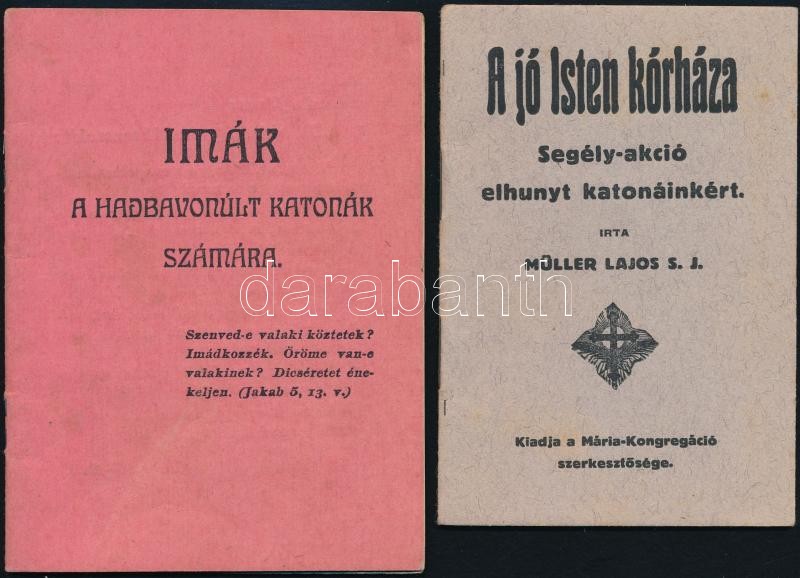 IMÁK
A HADBAVONÚLT KATONÁK
SZÁMÁRA.
Szenved-e valaki köztetek?
Imádkozzék. Öröme van-e
valakinek? Dicséretet éne-
keljen. (Jakab 5, 13. v.)
A jó Isten kórháza
Segély-akció
elhunyt katonáinkért.
IRTA
MÜLLER LAJOS S. J.
Kiadja a Mária-Kongregáció
szerkesztősége.
darabanth